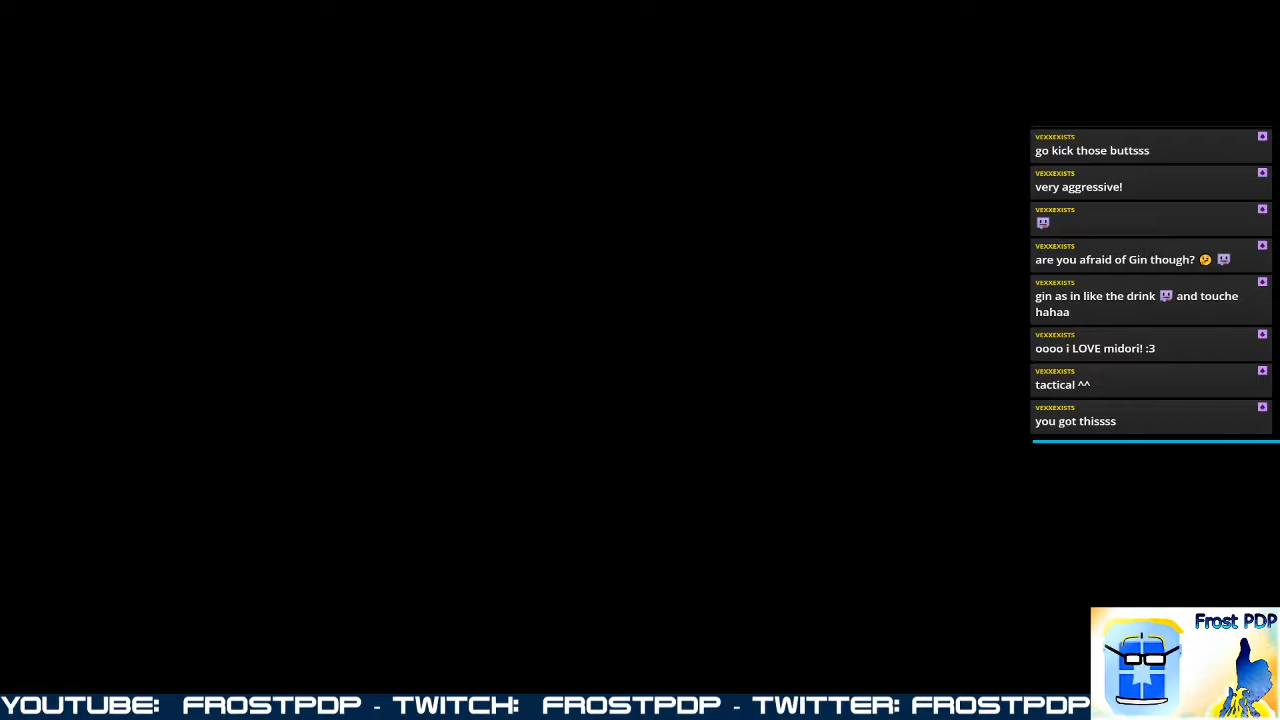 VEXXEXISTS
go kick those buttsss
VEXXEXISTS
very aggressive!
VEXXEXISTS
VEXXEXISTS
are you afraid of Gin though?
VEXXEXISTS
gin as in like the drink and touche
hahaa
VEXXEXISTS
oooo i LOVE midori! :3
VEXXEXISTS
tactical ^^
VEXXEXISTS
you got thissss
Frost PDP
YOUTUBE: FROSTPDP - TWITCH: FROSTPDP - TWITTER: FROSTPDP